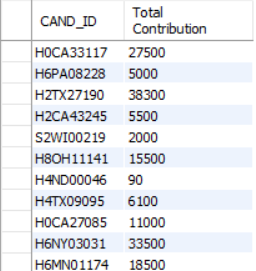 CAND_ID Total Contribution
H0CA33117 27500
H6PA08228 5000
H2TX27190 38300
H2CA43245 5500
S2WI00219 2000
H8OH11141 15500
H4ND00046 90
H4TX09095 6100
H0CA27085 11000
H6NY03031 33500
H6MN01174 18500